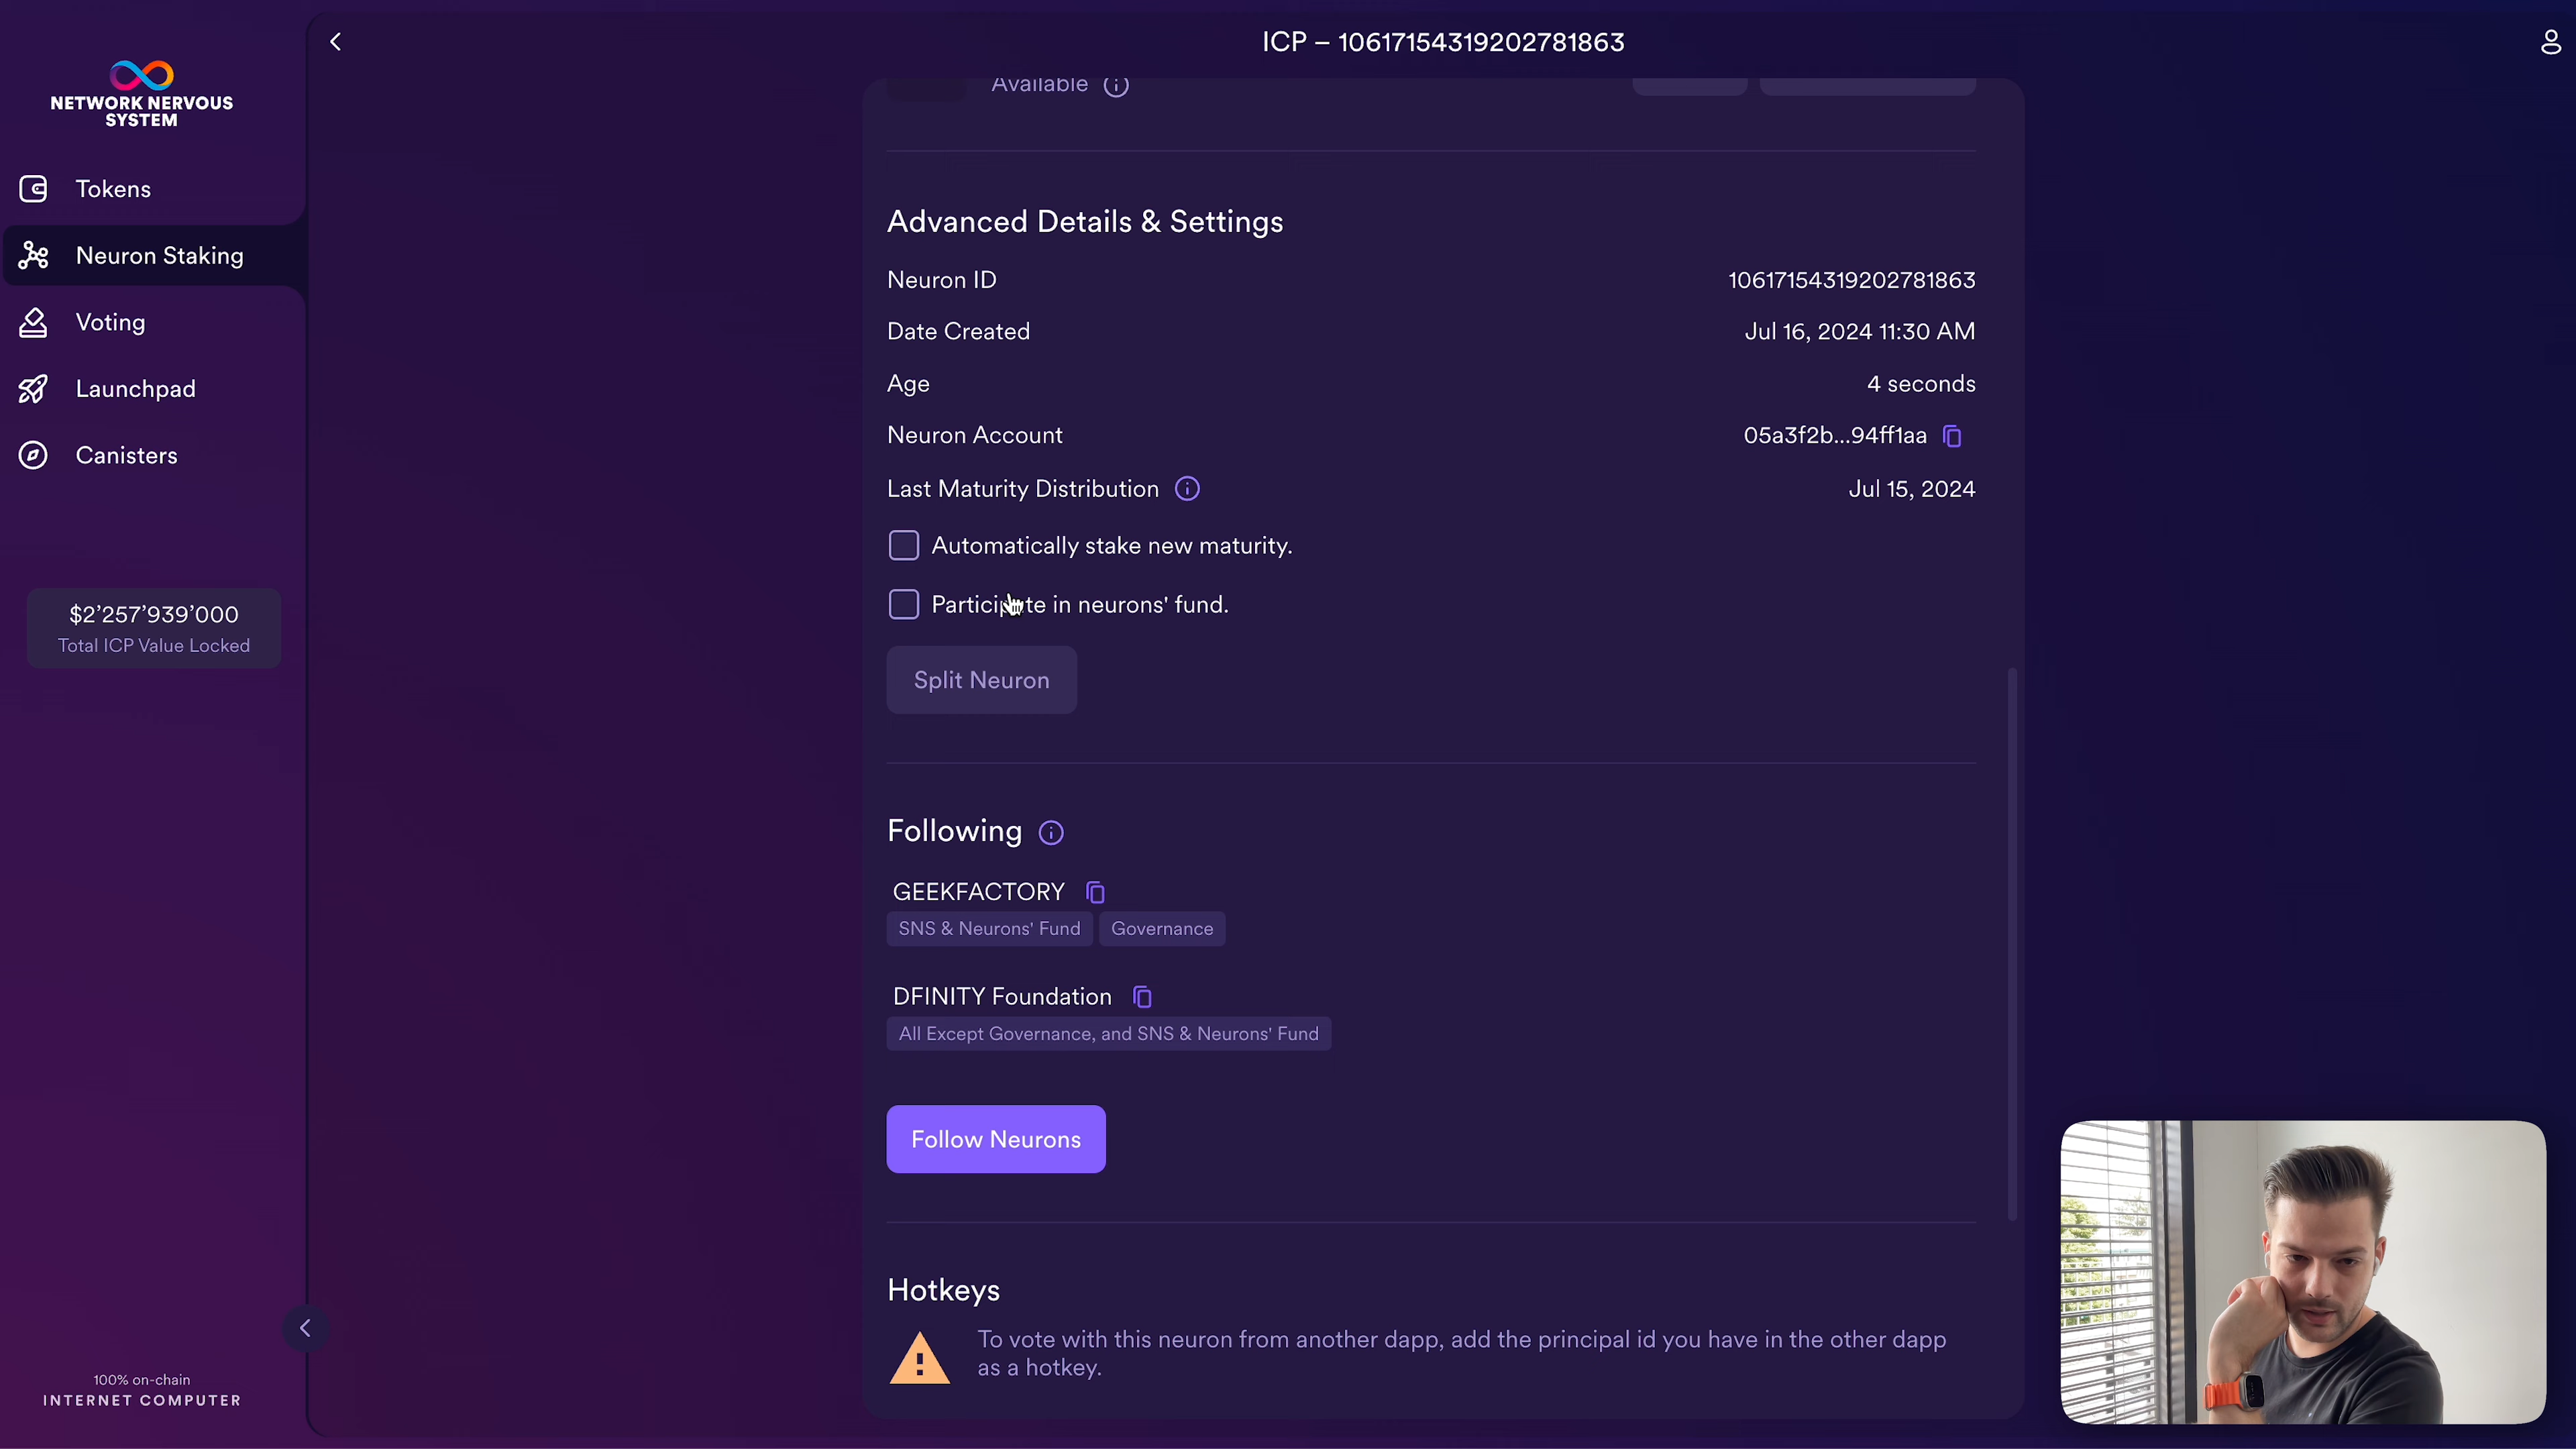 ICP – 10617154319202781863
NETWORK NERVOUS
SYSTEM
Tokens
Neuron Staking
Voting
Launchpad
Canisters
$2’257’939’000
Total ICP Value Locked
100% on-chain
INTERNET COMPUTER
Available
Advanced Details & Settings
Neuron ID 10617154319202781863
Date Created Jul 16, 2024 11:30 AM
Age 4 seconds
Neuron Account 05a3f2b...94ff1aa
Last Maturity Distribution Jul 15, 2024
Automatically stake new maturity.
Participate in neurons' fund.
Split Neuron
Following
GEEKFACTORY
SNS & Neurons' Fund Governance
DFINITY Foundation
All Except Governance, and SNS & Neurons' Fund
Follow Neurons
Hotkeys
To vote with this neuron from another dapp, add the principal id you have in the other dapp
as a hotkey.